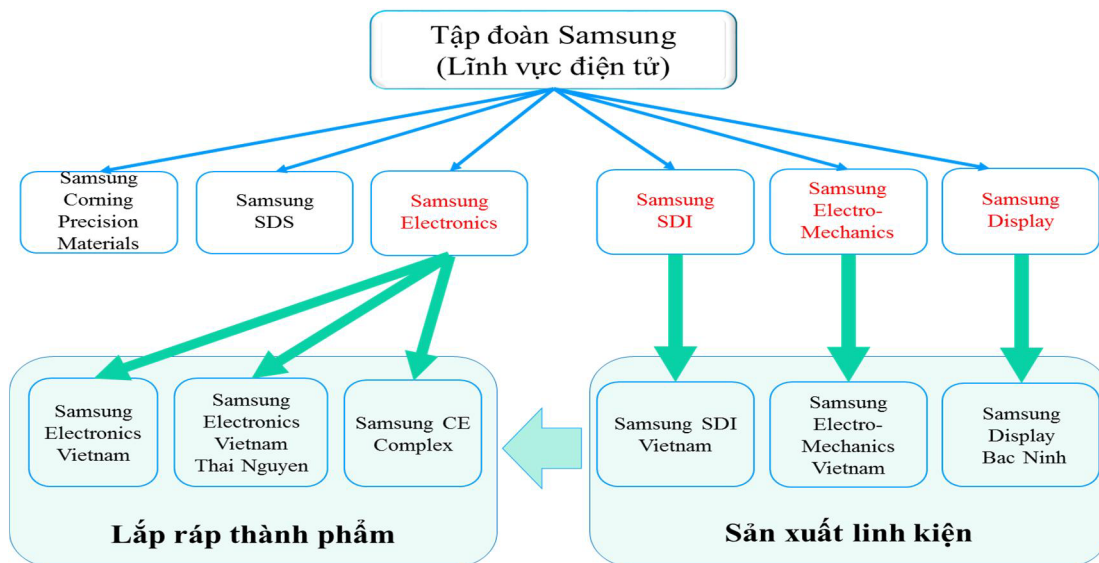 Tập đoàn Samsung
(Lĩnh vực điện tử)
Samsung
Corning
Precision
Materials
Samsung
SDS
Samsung
Electronics
Samsung
SDI
Samsung
Electro-
Mechanics
Samsung
Display
Samsung
Electronics
Vietnam
Samsung
Electronics
Vietnam
Thai Nguyen
Samsung CE
Complex
Samsung SDI
Vietnam
Samsung
Electro-
Mechanics
Vietnam
Samsung
Display
Bac Ninh
Lắp ráp thành phẩm
Sản xuất linh kiện